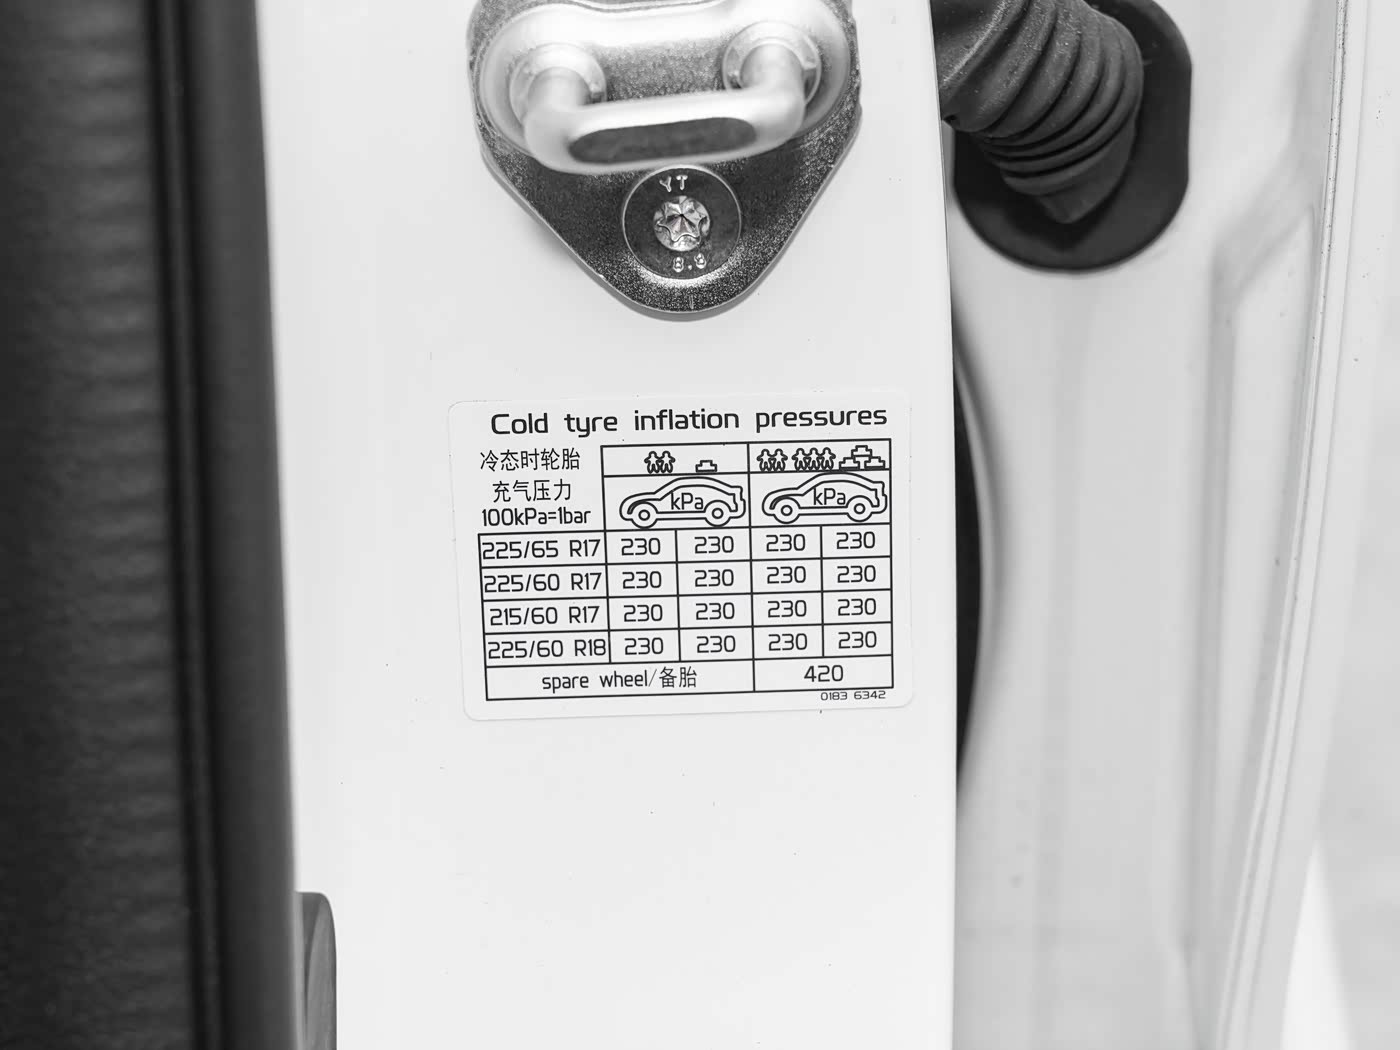 YT
8.8
Cold tyre inflation pressures
冷态时轮胎
充气压力
100kPa=1bar
kPa kPa
225/65 R17 230 230 230 230
225/60 R17 230 230 230 230
215/60 R17 230 230 230 230
225/60 R18 230 230 230 230
spare wheel/备胎 420
0183 6342